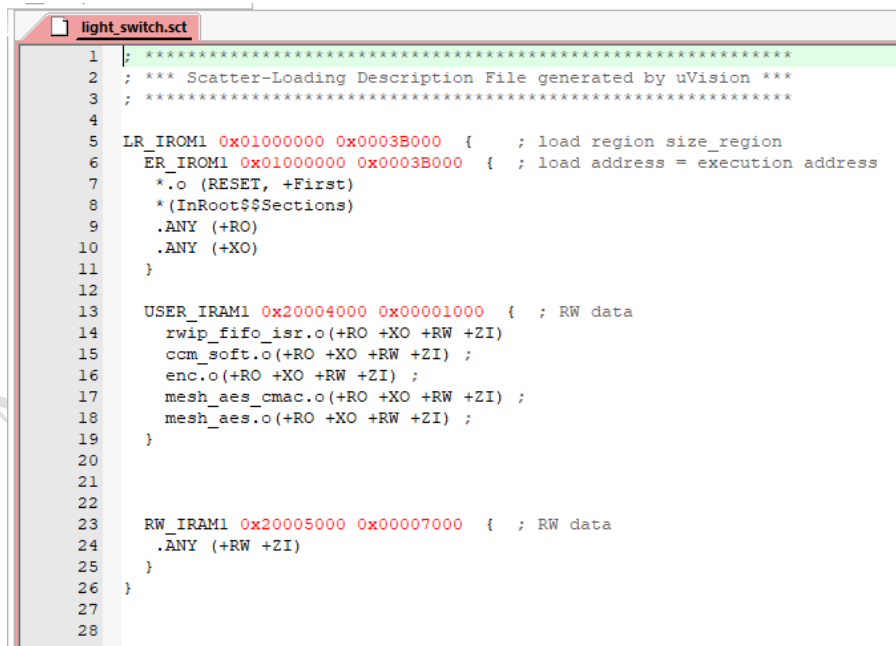 light_switch.sct
1 ; *************************************************************
2 ; *** Scatter-Loading Description File generated by uVision ***
3 ; *************************************************************
4
5 LR_IROM1 0x01000000 0x0003B000 { ; load region size_region
6 ER_IROM1 0x01000000 0x0003B000 { ; load address = execution address
7 *.o (RESET, +First)
8 *(InRoot$$Sections)
9 .ANY (+RO)
10 .ANY (+XO)
11 }
12
13 USER_IRAM1 0x20004000 0x00001000 { ; RW data
14 rwip_fifo_isr.o(+RO +XO +RW +ZI)
15 ccm_soft.o(+RO +XO +RW +ZI) ;
16 enc.o(+RO +XO +RW +ZI) ;
17 mesh_aes_cmac.o(+RO +XO +RW +ZI) ;
18 mesh_aes.o(+RO +XO +RW +ZI) ;
19 }
20
21
22
23 RW_IRAM1 0x20005000 0x00007000 { ; RW data
24 .ANY (+RW +ZI)
25 }
26 }
27
28